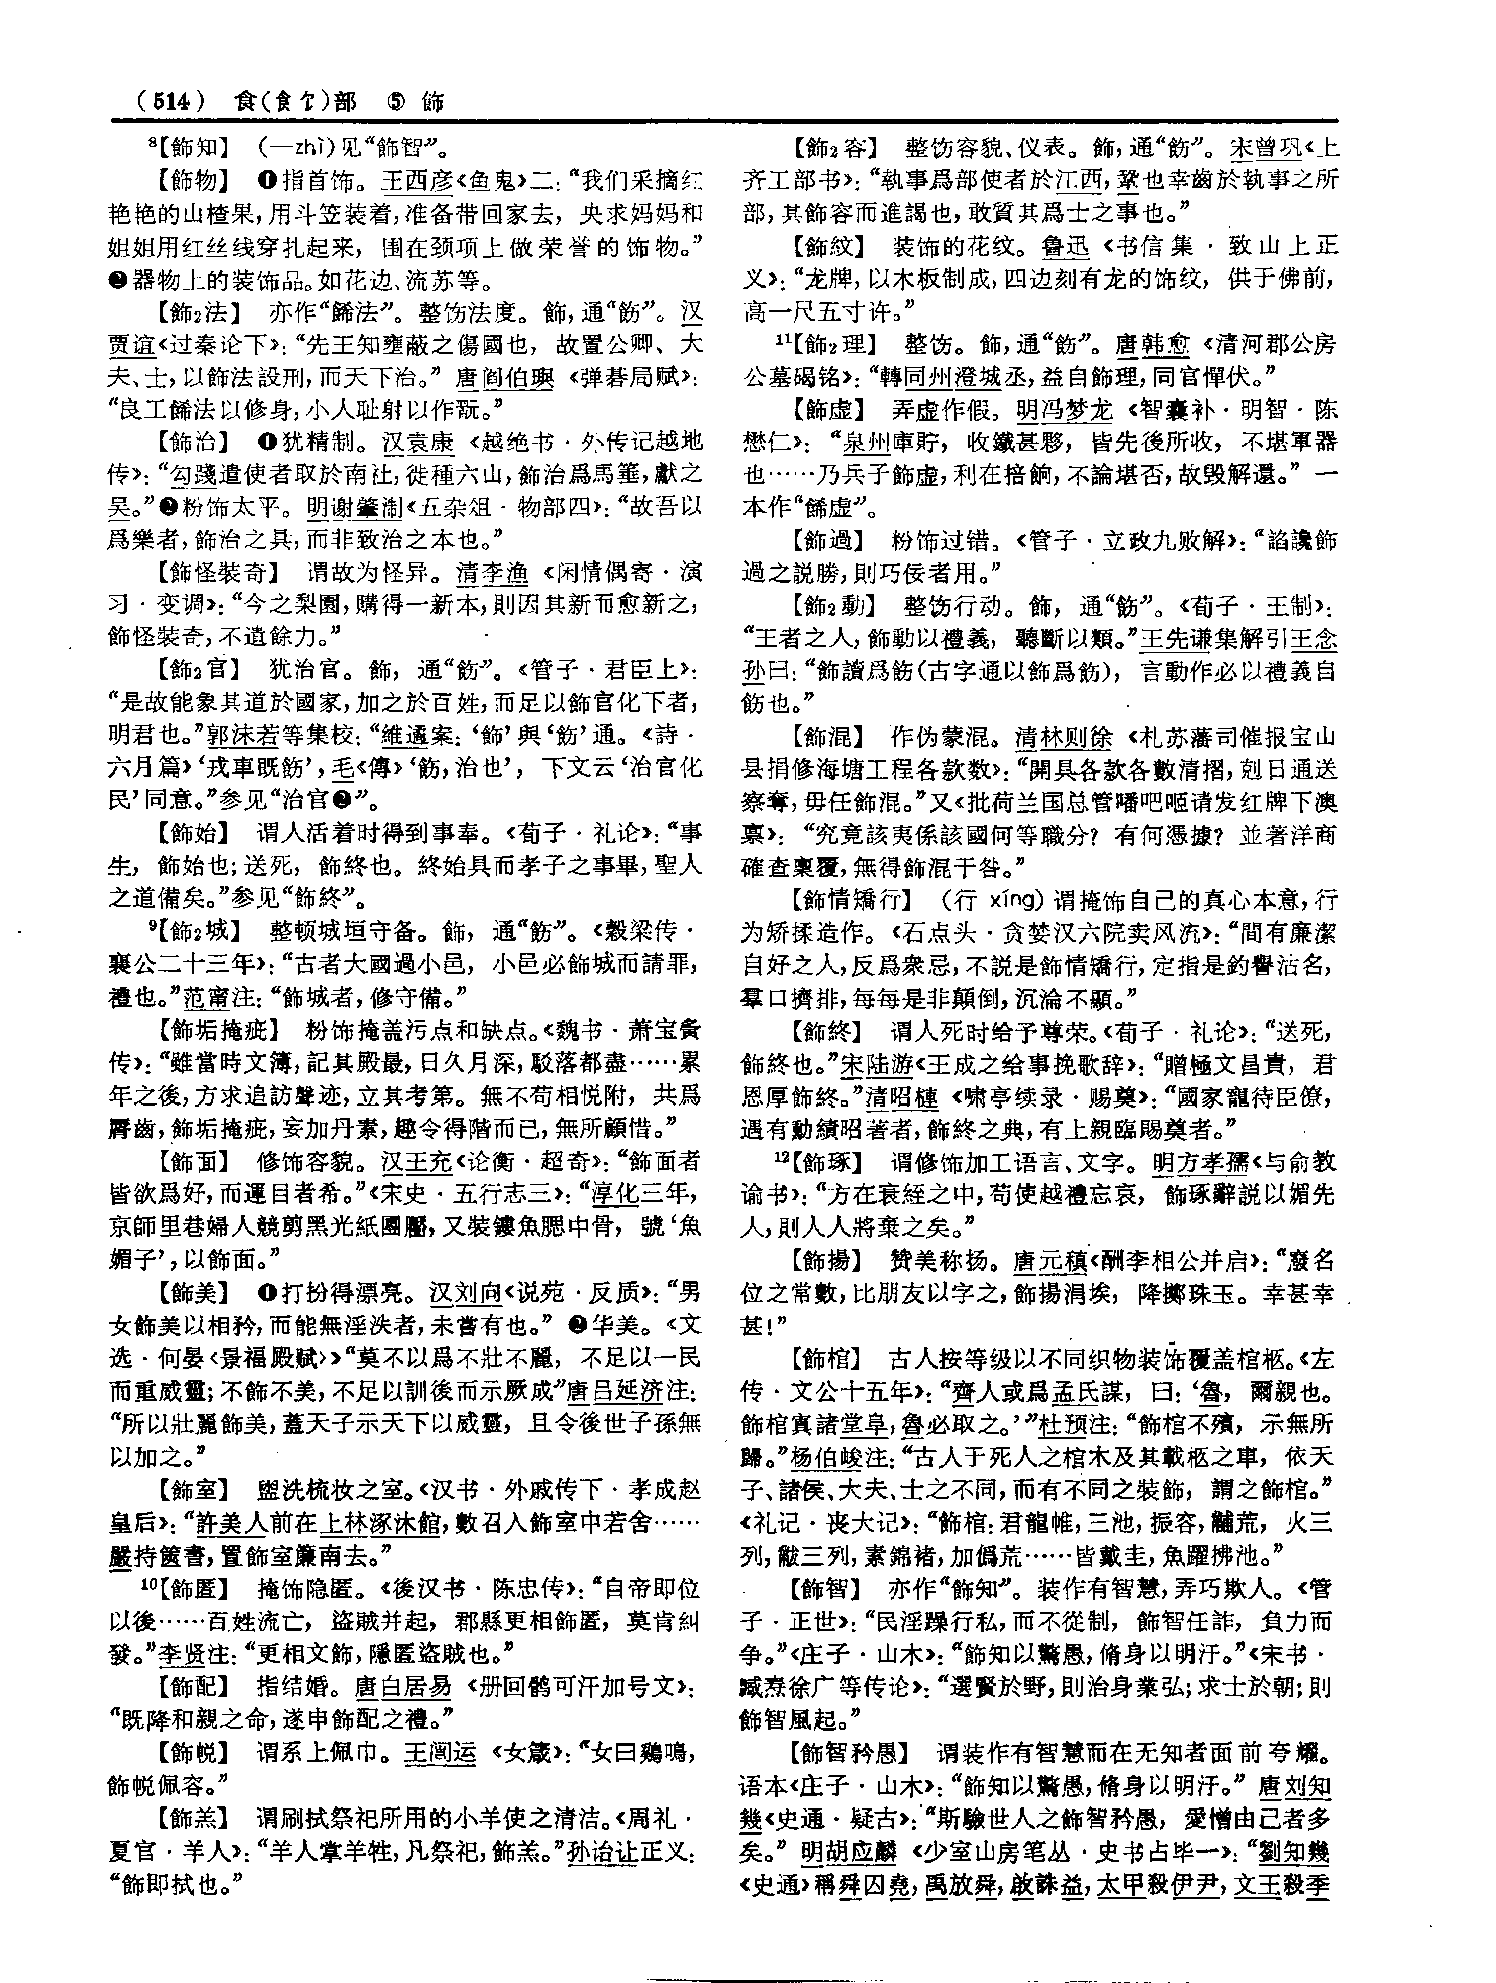 (514) 食(飠饣)部 ⑤ 飾
⁸【飾知】 (—zhì)见“飾智”。
【飾物】 ❶指首饰。王西彦《鱼鬼》二:“我们采摘红
艳艳的山楂果,用斗笠装着,准备带回家去, 央求妈妈和
姐姐用红丝线穿扎起来, 围在颈项上做荣誉的饰物。”
❷器物上的装饰品。如花边、流苏等。
【飾₂法】 亦作“餙法”。整饬法度。飾,通“飭”。汉
贾谊《过秦论下》:“先王知壅蔽之傷國也, 故置公卿、大
夫、士,以飾法設刑,而天下治。” 唐阎伯璵《弹碁局赋》:
“良工餙法以修身,小人耻射以作翫。”
【飾治】 ❶犹精制。汉袁康《越绝书·外传记越地
传》:“勾踐遣使者取於南社,徙種六山,飾治爲馬箠,獻之
吴。”❷粉饰太平。明谢肇淛《五杂俎·物部四》:“故吾以
爲樂者,飾治之具,而非致治之本也。”
【飾怪裝奇】 谓故为怪异。清李渔《闲情偶寄·演
习·变调》:“今之梨園,購得一新本,則因其新而愈新之,
飾怪裝奇,不遺餘力。”
【飾₂官】 犹治官。飾, 通“飭”。《管子·君臣上》:
“是故能象其道於國家,加之於百姓,而足以飾官化下者,
明君也。”郭沫若等集校:“維遹案:‘飾’與‘飭’通。《詩·
六月篇》‘戎車既飭’,毛《傳》‘飭,治也’, 下文云‘治官化
民’同意。”参见“治官❷”。
【飾始】 谓人活着时得到事奉。《荀子·礼论》:“事
生, 飾始也;送死, 飾終也。終始具而孝子之事畢,聖人
之道備矣。”参见“飾終”。
⁹【飾₂城】 整顿城垣守备。飾, 通“飭”。《穀梁传·
襄公二十三年》:“古者大國過小邑, 小邑必飾城而請罪,
禮也。”范甯注:“飾城者,修守備。”
【飾垢掩疵】 粉饰掩盖污点和缺点。《魏书·萧宝夤
传》:“雖當時文簿,記其殿最,日久月深,駁落都盡……累
年之後,方求追訪聲迹,立其考第。無不苟相悦附, 共爲
脣齒,飾垢掩疵,妄加丹素,趣令得階而已,無所顧惜。”
【飾面】 修饰容貌。汉王充《论衡·超奇》:“飾面者
皆欲爲好,而運目者希。”《宋史·五行志三》:“淳化三年,
京師里巷婦人競剪黑光紙團靨,又裝鏤魚腮中骨, 號‘魚
媚子’,以飾面。”
【飾美】 ❶打扮得漂亮。汉刘向《说苑·反质》:“男
女飾美以相矜,而能無淫泆者,未嘗有也。” ❷华美。《文
选·何晏〈景福殿赋〉》“莫不以爲不壯不麗, 不足以一民
而重威靈;不飾不美,不足以訓後而示厥成”唐吕延济注:
“所以壯麗飾美,蓋天子示天下以威靈, 且令後世子孫無
以加之。”
【飾室】 盥洗梳妆之室。《汉书·外戚传下·孝成赵
皇后》:“許美人前在上林涿沐館,數召入飾室中若舍……
嚴持篋書,置飾室簾南去。”
¹⁰【飾匿】 掩饰隐匿。《後汉书·陈忠传》:“自帝即位
以後……百姓流亡, 盜賊并起, 郡縣更相飾匿, 莫肯糾
發。”李贤注:“更相文飾,隱匿盜賊也。”
【飾配】 指结婚。唐白居易《册回鹘可汗加号文》:
“既降和親之命,遂申飾配之禮。”
【飾帨】 谓系上佩巾。王闿运《女箴》:“女曰鷄鳴,
飾帨佩容。”
【飾羔】 谓刷拭祭祀所用的小羊使之清洁。《周礼·
夏官·羊人》:“羊人掌羊牲,凡祭祀,飾羔。”孙诒让正义:
“飾即拭也。”
【飾₂容】 整饬容貌、仪表。飾,通“飭”。宋曾巩《上
齐工部书》:“執事爲部使者於江西,鞏也幸齒於執事之所
部,其飾容而進謁也,敢質其爲士之事也。”
【飾紋】 装饰的花纹。鲁迅《书信集·致山上正
义》:“龙牌,以木板制成,四边刻有龙的饰纹, 供于佛前,
高一尺五寸许。”
¹¹【飾₂理】 整饬。飾,通“飭”。唐韩愈《清河郡公房
公墓碣铭》:“轉同州澄城丞,益自飾理,同官憚伏。”
【飾虚】 弄虚作假。明冯梦龙《智囊补·明智·陈
懋仁》: “泉州庫貯, 收鐵甚夥, 皆先後所收, 不堪軍器
也……乃兵子飾虚,利在掊餉,不論堪否,故毁解還。” 一
本作“餙虚”。
【飾過】 粉饰过错。《管子·立政九败解》:“諂讒飾
過之説勝,則巧佞者用。”
【飾₂動】 整饬行动。飾, 通“飭”。《荀子·王制》:
“王者之人,飾動以禮義, 聽斷以類。”王先谦集解引王念
孙曰:“飾讀爲飭(古字通以飾爲飭), 言動作必以禮義自
飭也。”
【飾混】 作伪蒙混。清林则徐《札苏藩司催报宝山
县捐修海塘工程各款数》:“開具各款各數清摺,剋日通送
察奪,毋任飾混。”又《批荷兰国总管噃吧哑请发红牌下澳
禀》: “究竟該夷係該國何等職分? 有何憑據? 並著洋商
確查稟覆,無得飾混干咎。”
【飾情矯行】 (行 xíng)谓掩饰自己的真心本意,行
为矫揉造作。《石点头·贪婪汉六院卖风流》:“間有廉潔
自好之人,反爲衆忌,不説是飾情矯行,定指是釣譽沽名,
羣口擠排,每每是非顛倒,沉淪不顯。”
【飾終】 谓人死时给予尊荣。《荀子·礼论》:“送死,
飾終也。”宋陆游《王成之给事挽歌辞》:“贈極文昌貴, 君
恩厚飾終。”清昭槤《啸亭续录·赐奠》:“國家寵待臣僚,
遇有勳績昭著者,飾終之典,有上親臨賜奠者。”
¹²【飾琢】 谓修饰加工语言、文字。明方孝孺《与俞教
谕书》:“方在衰絰之中,苟使越禮忘哀, 飾琢辭説以媚先
人,則人人將棄之矣。”
【飾揚】 赞美称扬。唐元稹《酬李相公并启》:“廢名
位之常數,比朋友以字之,飾揚涓埃, 降擲珠玉。幸甚幸
甚!”
【飾棺】 古人按等级以不同织物装饰覆盖棺柩。《左
传·文公十五年》:“齊人或爲孟氏謀, 曰:‘魯, 爾親也。
飾棺寘諸堂阜,魯必取之。’”杜预注:“飾棺不殯, 示無所
歸。”杨伯峻注:“古人于死人之棺木及其載柩之車, 依天
子、諸侯、大夫、士之不同,而有不同之裝飾, 謂之飾棺。”
《礼记·丧大记》:“飾棺:君龍帷,三池,振容,黼荒, 火三
列,黻三列,素錦褚,加僞荒……皆戴圭,魚躍拂池。”
【飾智】 亦作“飾知”。装作有智慧,弄巧欺人。《管
子·正世》:“民淫躁行私,而不從制, 飾智任詐, 負力而
争。”《庄子·山木》:“飾知以驚愚,脩身以明汙。”《宋书·
臧焘徐广等传论》:“選賢於野,則治身業弘;求士於朝;則
飾智風起。”
【飾智矜愚】 谓装作有智慧而在无知者面前夸耀。
语本《庄子·山木》:“飾知以驚愚,脩身以明汙。” 唐刘知
幾《史通·疑古》:“斯驗世人之飾智矜愚, 愛憎由己者多
矣。” 明胡应麟《少室山房笔丛·史书占毕一》:“劉知幾
《史通》稱舜囚堯,禹放舜,啟誅益,太甲殺伊尹,文王殺季